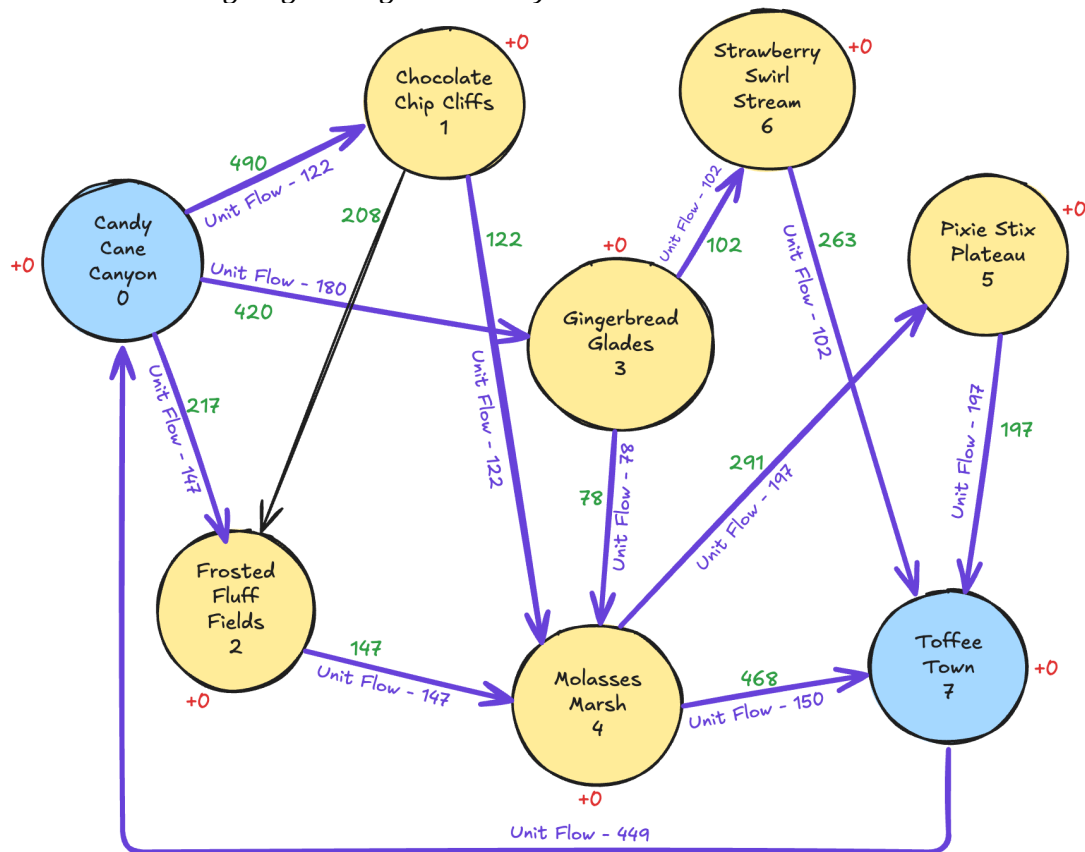 +0
Chocolate
Chip Cliffs
1
Strawberry
Swirl
Stream
6
+0
490
Unit Flow - 122
208
122
Unit Flow - 102
102
263
+0
Pixie Stix
Plateau
5
+0
Candy
Cane
Canyon
0
+0
Unit Flow - 180
420
+0
Gingerbread
Glades
3
Unit Flow - 102
217
Unit Flow - 147
Unit Flow - 122
78
Unit Flow - 78
291
Unit Flow - 197
Unit Flow - 197
197
Frosted
Fluff
Fields
2
+0
147
Unit Flow - 147
Molasses
Marsh
4
+0
468
Unit Flow - 150
Toffee
Town
7
+0
Unit Flow - 449